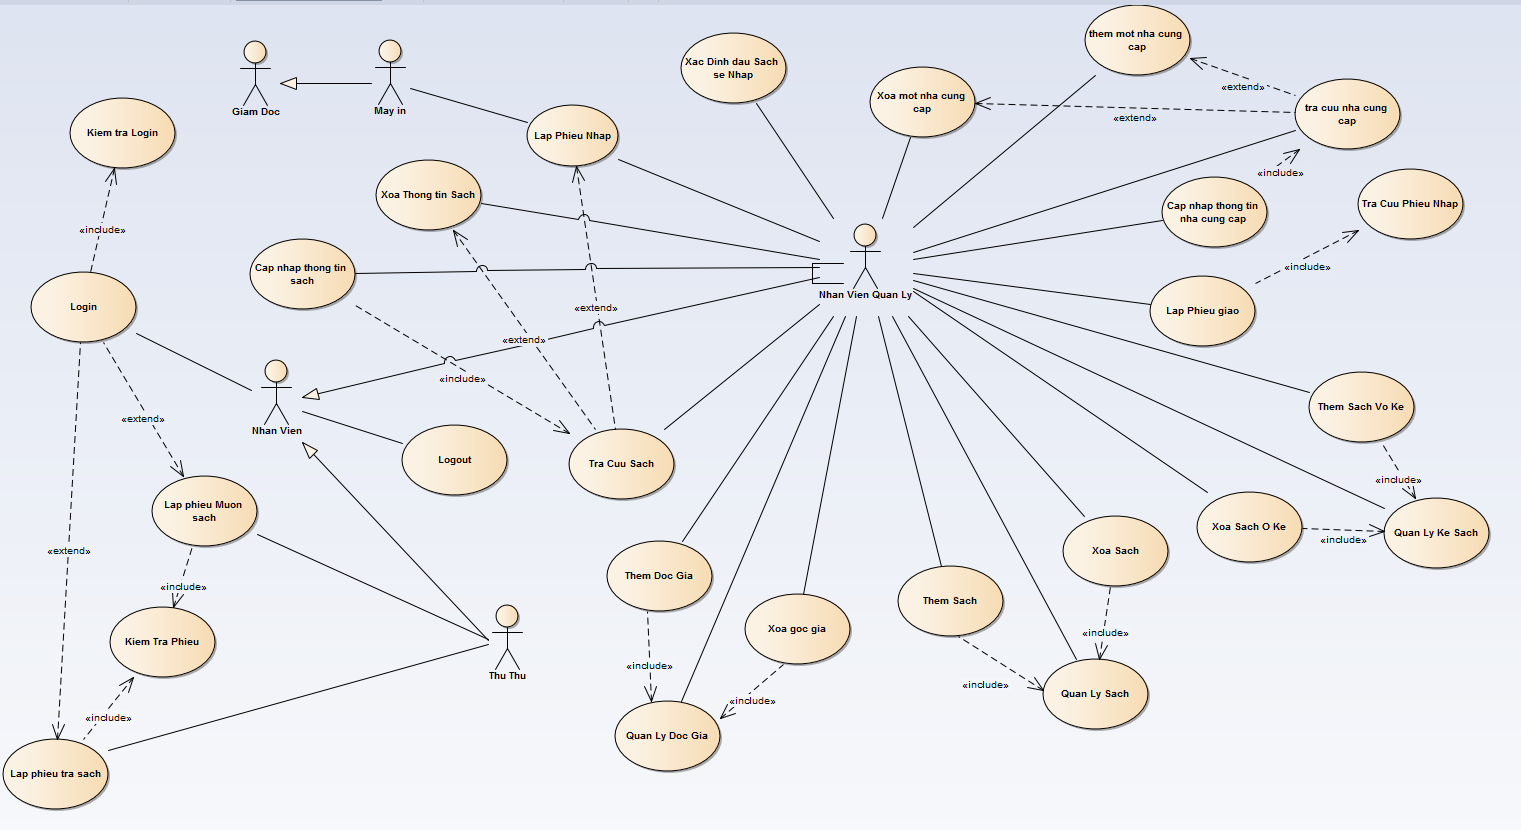 them mot nha cung
cap
Xac Dinh dau Sach
se Nhap
«extend»
Xoa mot nha cung
cap
tra cuu nha cung
cap
«extend»
Giam Doc
May in
Kiem tra Login
Lap Phieu Nhap
«include»
Xoa Thong tin Sach
Cap nhap thong tin
nha cung cap
Tra Cuu Phieu Nhap
«include»
Cap nhap thong tin
sach
«include»
Nhan Vien Quan Ly
Login
«extend»
Lap Phieu giao
«extend»
«include»
Them Sach Vo Ke
«extend»
Nhan Vien
Logout
Tra Cuu Sach
«include»
Lap phieu Muon
sach
Xoa Sach O Ke
Quan Ly Ke Sach
«include»
«extend»
Xoa Sach
Them Doc Gia
«include»
Them Sach
Xoa goc gia
Kiem Tra Phieu
«include»
«include»
Thu Thu
«include»
Quan Ly Sach
«include»
«include»
Quan Ly Doc Gia
Lap phieu tra sach